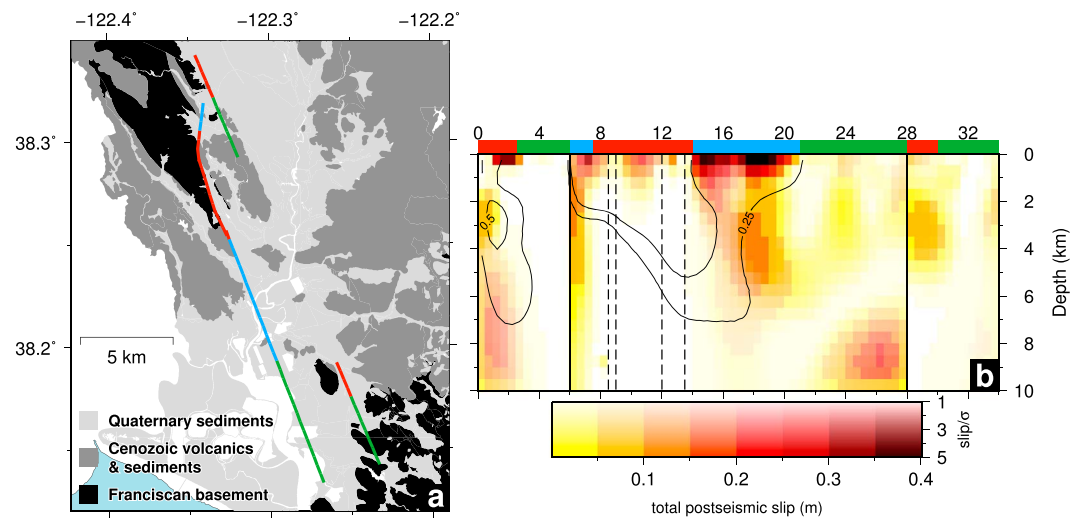 −122.4˚ −122.3˚ −122.2˚
38.3˚
38.2˚
5 km
Quaternary sediments
Cenozoic volcanics
& sediments
Franciscan basement
a
0 4 8 12 16 20 24 28 32
0
2
4
6
8
10
Depth (km)
0.5
0.25
b
1
3
5
slip/σ
0.1 0.2 0.3 0.4
total postseismic slip (m)